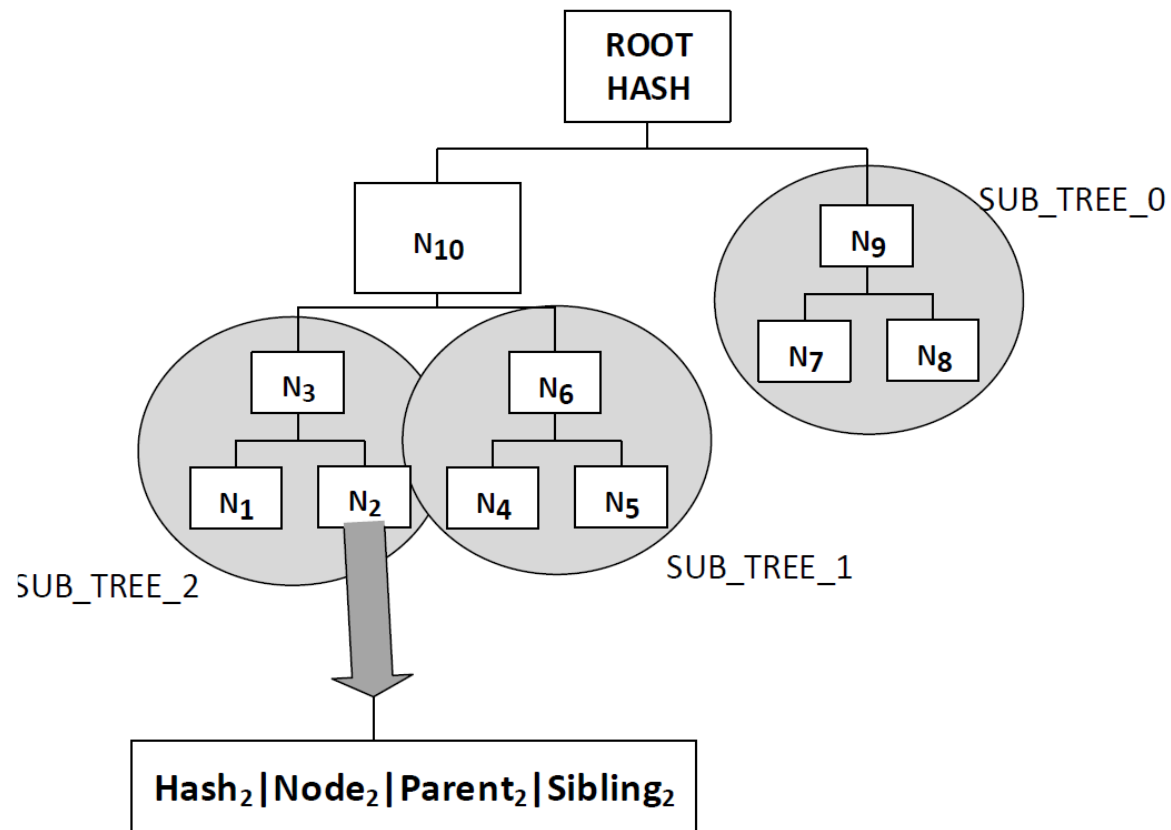 ROOT
HASH
SUB_TREE_0
N10
N9
N7
N8
N3
N6
N1
N2
N4
N5
SUB_TREE_1
SUB_TREE_2
Hash2|Node2|Parent2|Sibling2